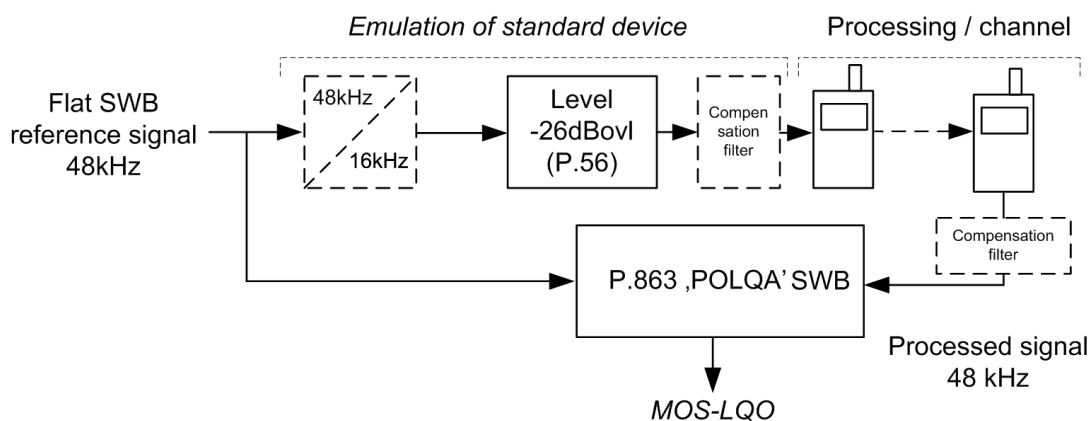 Emulation of standard device
Processing / channel
Flat SWB
reference signal
48kHz
48kHz
16kHz
Level
-26dBovl
(P.56)
Compen
sation
filter
Compensation
filter
P.863 ‚POLQA’ SWB
Processed signal
48 kHz
MOS-LQO